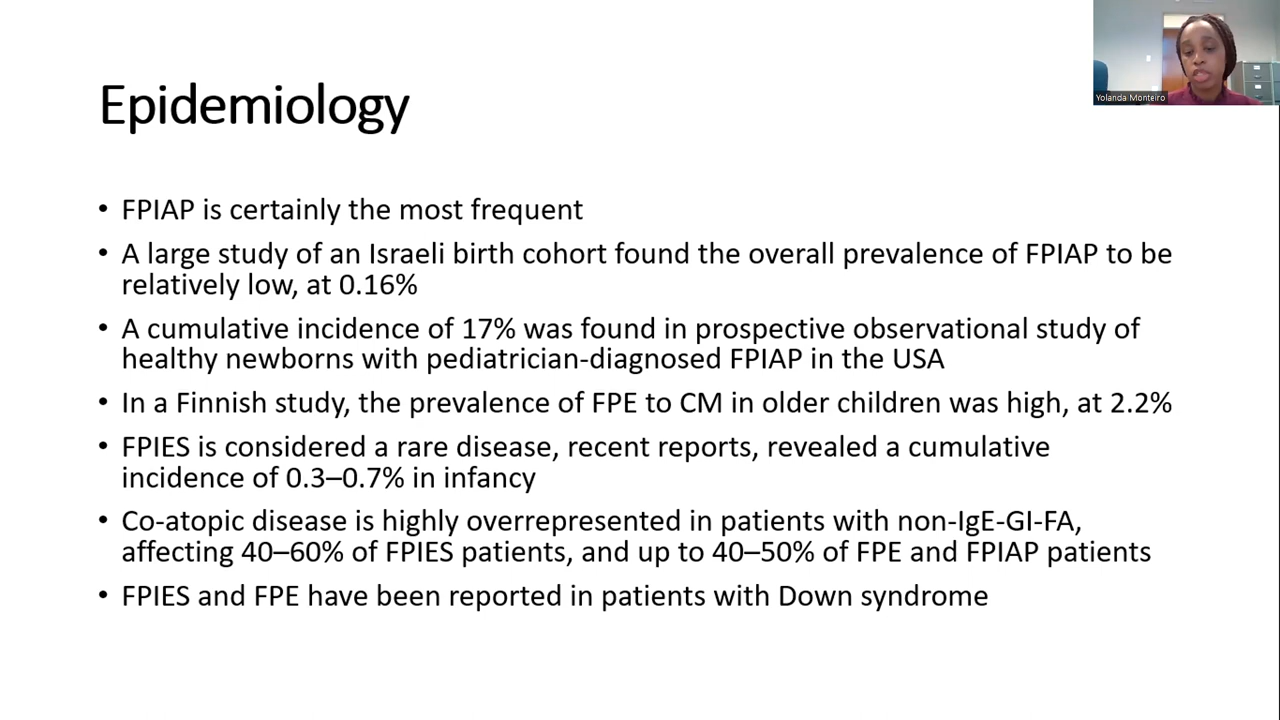 Yolanda Monteiro
Epidemiology
• FPIAP is certainly the most frequent
• A large study of an Israeli birth cohort found the overall prevalence of FPIAP to be
relatively low, at 0.16%
• A cumulative incidence of 17% was found in prospective observational study of
healthy newborns with pediatrician-diagnosed FPIAP in the USA
• In a Finnish study, the prevalence of FPE to CM in older children was high, at 2.2%
• FPIES is considered a rare disease, recent reports, revealed a cumulative
incidence of 0.3–0.7% in infancy
• Co-atopic disease is highly overrepresented in patients with non-IgE-GI-FA,
affecting 40–60% of FPIES patients, and up to 40–50% of FPE and FPIAP patients
• FPIES and FPE have been reported in patients with Down syndrome